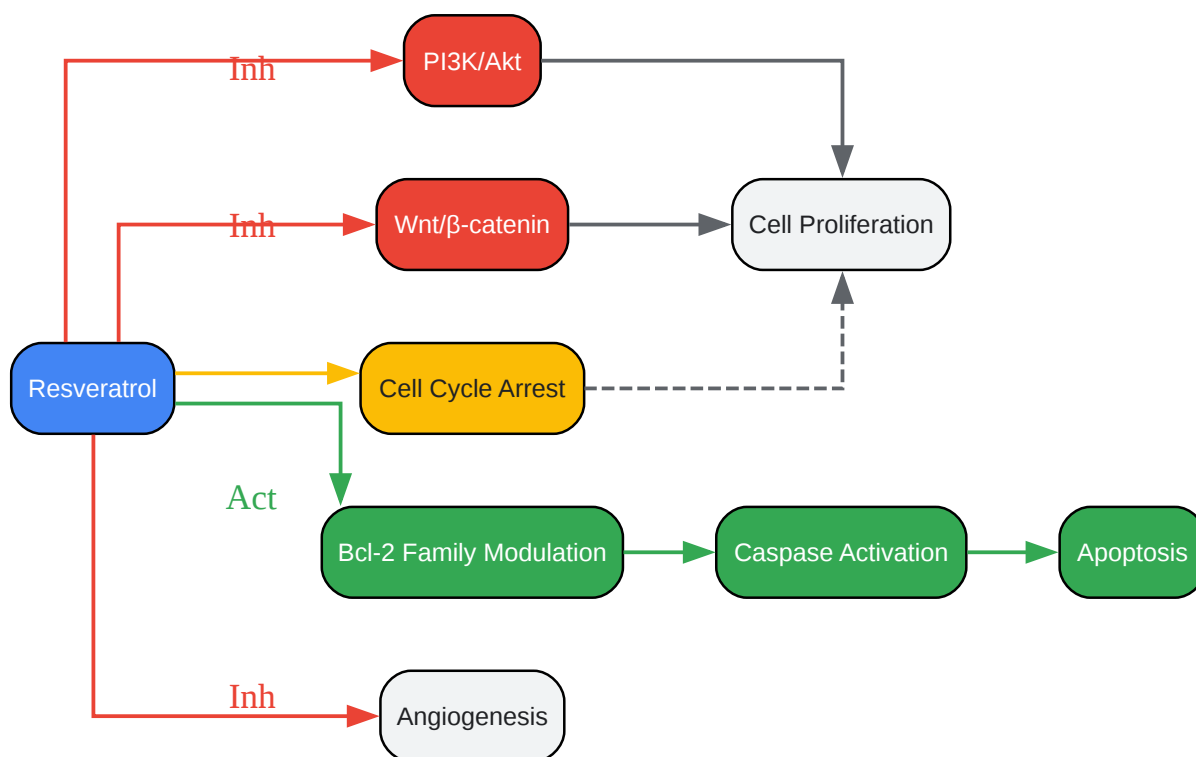 Inh
PI3K/Akt
Inh
Wnt/β-catenin
Cell Proliferation
Resveratrol
Cell Cycle Arrest
Act
Bcl-2 Family Modulation
Caspase Activation
Apoptosis
Inh
Angiogenesis